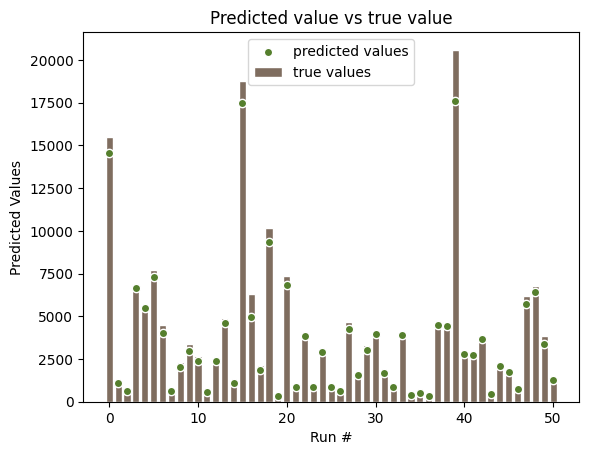 Predicted value vs true value
predicted values
true values
Predicted Values
20000
17500
15000
12500
10000
7500
5000
2500
0
0 10 20 30 40 50
Run #